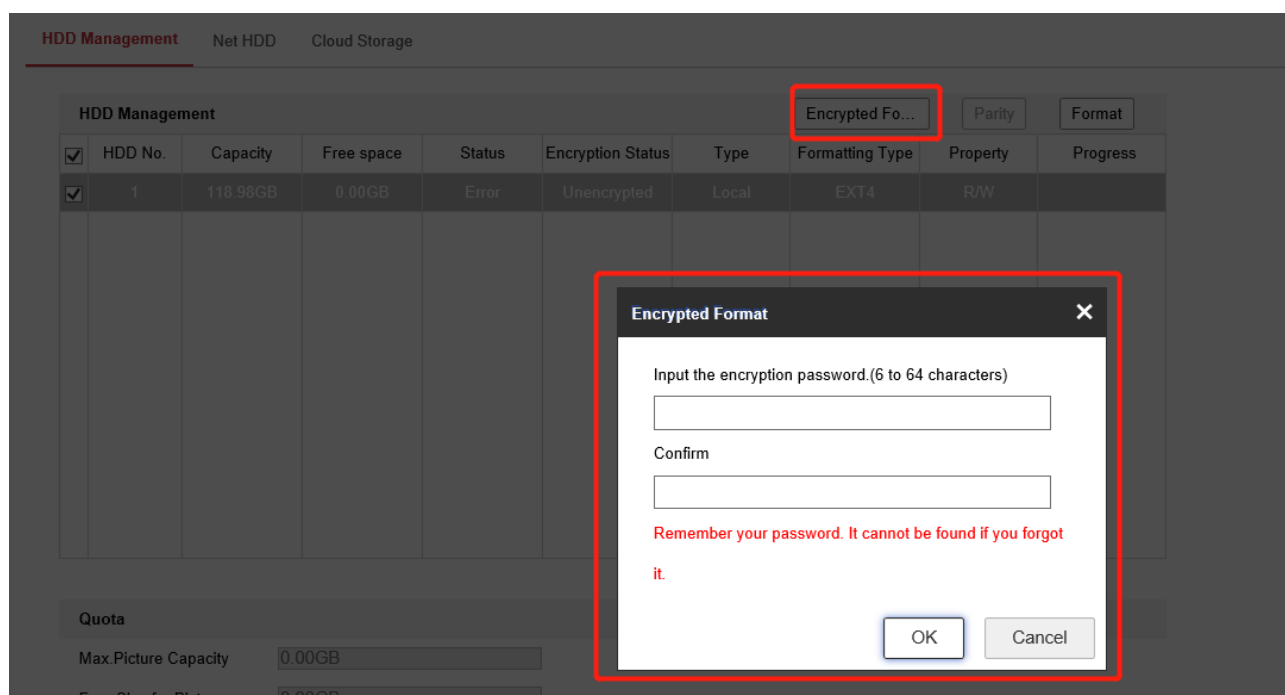 HDD Management Net HDD Cloud Storage
HDD Management Encrypted Fo... Parity Format
HDD No. Capacity Free space Status Encryption Status Type Formatting Type Property Progress
1 118.98GB 0.00GB Error Unencrypted Local EXT4 R/W
Encrypted Format
Input the encryption password.(6 to 64 characters)
Confirm
Remember your password. It cannot be found if you forgot
it.
OK Cancel
Quota
Max.Picture Capacity 0.00GB